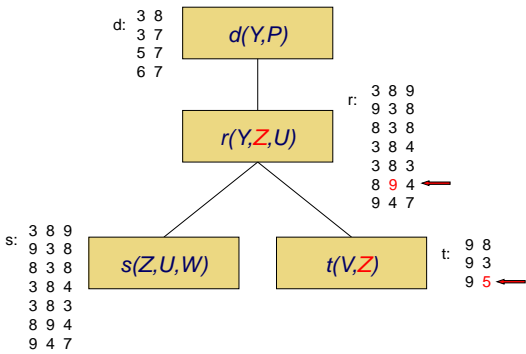 d:
3 8
3 7
5 7
6 7
d(Y,P)
r:
3 8 9
9 3 8
8 3 8
3 8 4
3 8 3
8 9 4
9 4 7
r(Y,Z,U)
s:
3 8 9
9 3 8
8 3 8
3 8 4
3 8 3
8 9 4
9 4 7
s(Z,U,W)
t(V,Z)
t:
9 8
9 3
9 5